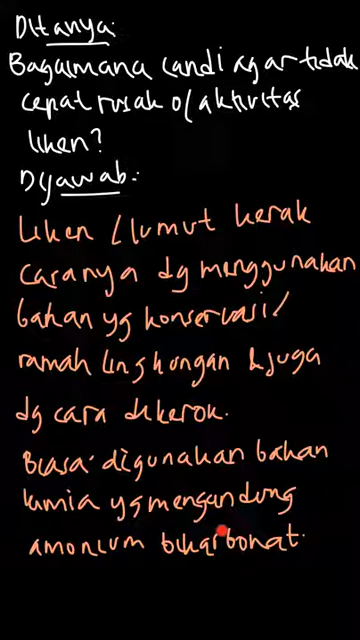 Ditanya:
Bagaimana candi agar tidak
cepat rusak o/ aktivitas
liken?
Dijawab:
Liken / lumut kerak
caranya dg menggunakan
bahan yg konservasi /
ramah lingkungan & juga
dg cara dikerok.
Biasa digunakan bahan
kimia yg mengandung
amonium bikarbonat.